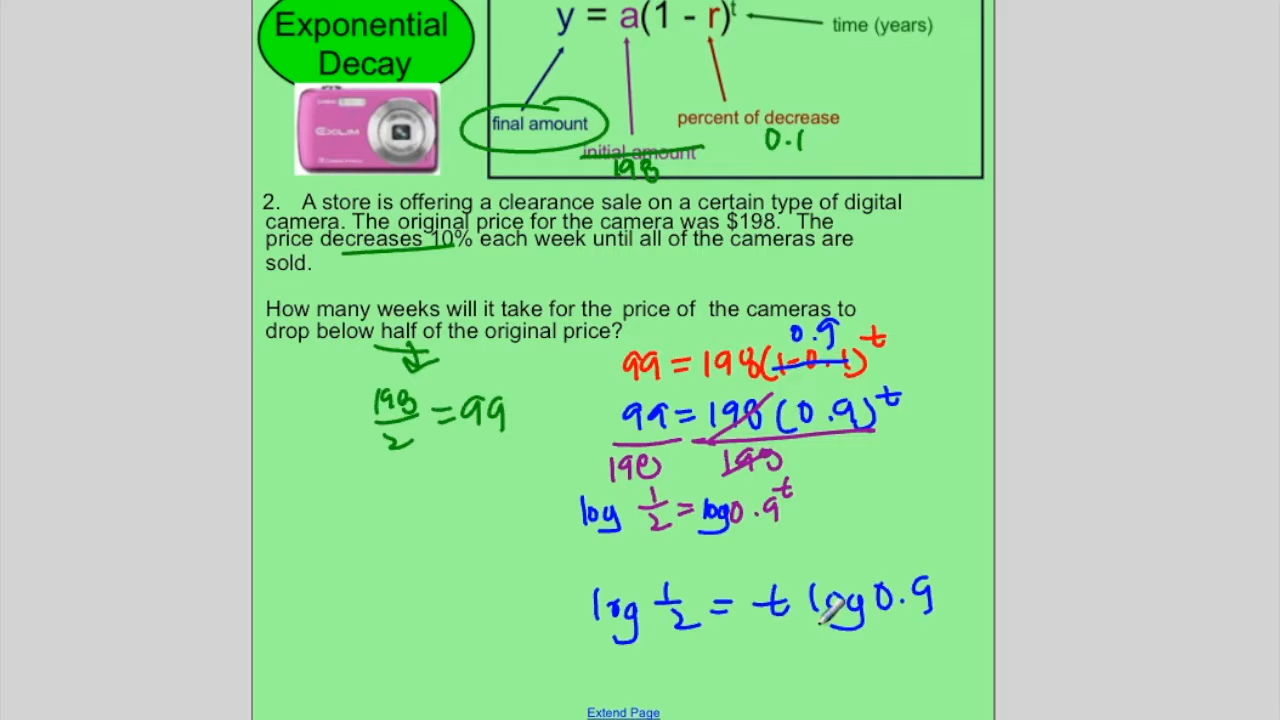 Exponential
Decay
y = a(1 - r)^t
time (years)
final amount
percent of decrease
0.1
initial amount
198
EXILIM
2. A store is offering a clearance sale on a certain type of digital
camera. The original price for the camera was $198. The
price decreases 10% each week until all of the cameras are
sold.
How many weeks will it take for the price of the cameras to
drop below half of the original price?
0.9
99 = 198(1-0.1)^t
198/2 = 99
99 = 198(0.9)^t
198 198
log 1/2 = log 0.9^t
log 1/2 = t log 0.9
Extend Page